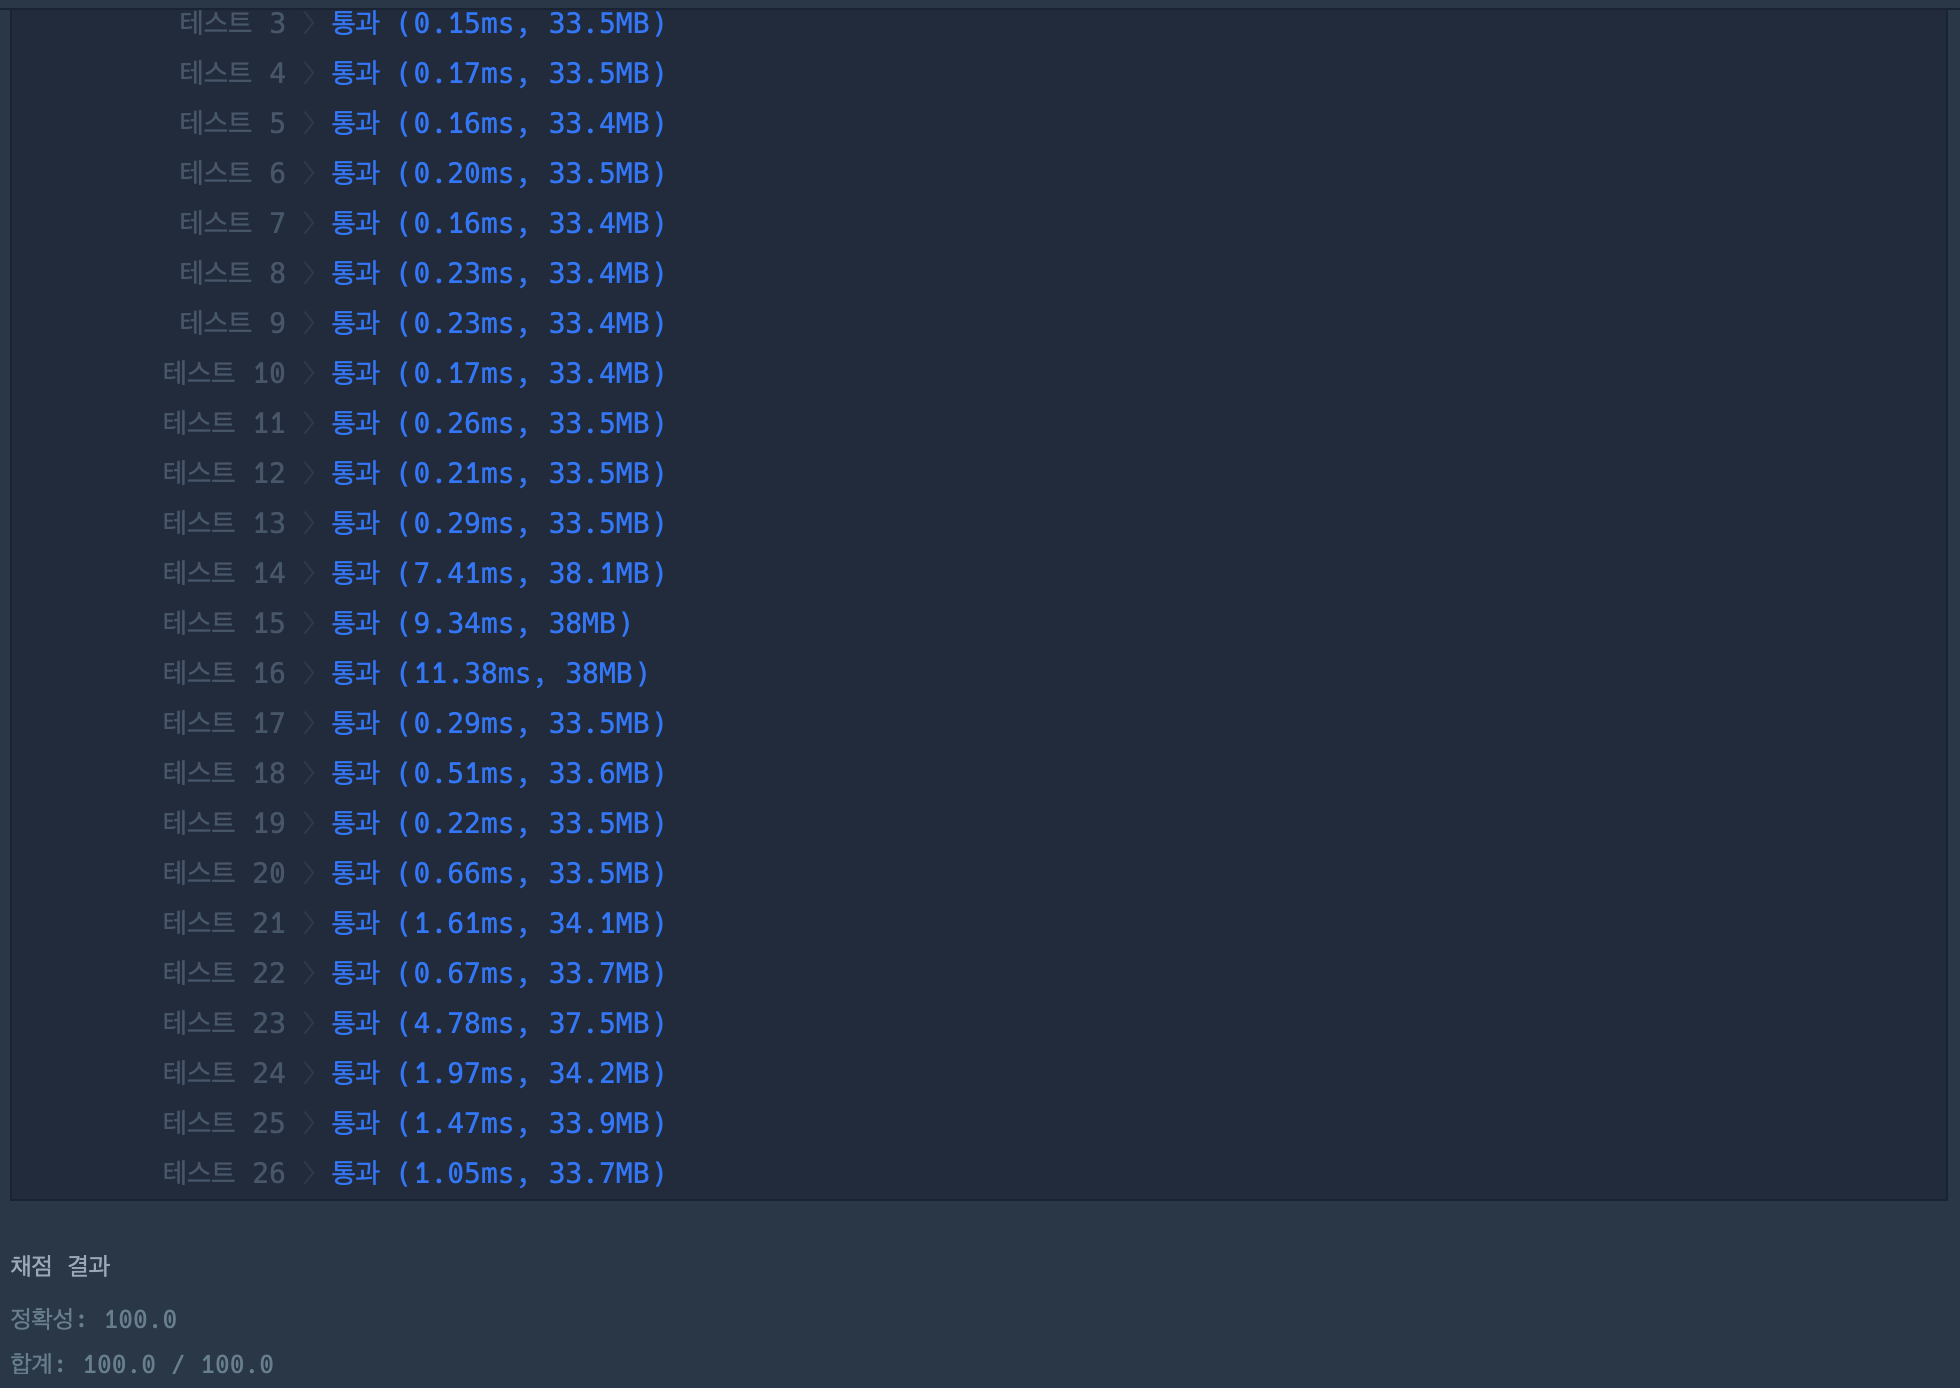 테스트 3 〉 통과 (0.15ms, 33.5MB)
테스트 4 〉 통과 (0.17ms, 33.5MB)
테스트 5 〉 통과 (0.16ms, 33.4MB)
테스트 6 〉 통과 (0.20ms, 33.5MB)
테스트 7 〉 통과 (0.16ms, 33.4MB)
테스트 8 〉 통과 (0.23ms, 33.4MB)
테스트 9 〉 통과 (0.23ms, 33.4MB)
테스트 10 〉 통과 (0.17ms, 33.4MB)
테스트 11 〉 통과 (0.26ms, 33.5MB)
테스트 12 〉 통과 (0.21ms, 33.5MB)
테스트 13 〉 통과 (0.29ms, 33.5MB)
테스트 14 〉 통과 (7.41ms, 38.1MB)
테스트 15 〉 통과 (9.34ms, 38MB)
테스트 16 〉 통과 (11.38ms, 38MB)
테스트 17 〉 통과 (0.29ms, 33.5MB)
테스트 18 〉 통과 (0.51ms, 33.6MB)
테스트 19 〉 통과 (0.22ms, 33.5MB)
테스트 20 〉 통과 (0.66ms, 33.5MB)
테스트 21 〉 통과 (1.61ms, 34.1MB)
테스트 22 〉 통과 (0.67ms, 33.7MB)
테스트 23 〉 통과 (4.78ms, 37.5MB)
테스트 24 〉 통과 (1.97ms, 34.2MB)
테스트 25 〉 통과 (1.47ms, 33.9MB)
테스트 26 〉 통과 (1.05ms, 33.7MB)
채점 결과
정확성: 100.0
합계: 100.0 / 100.0